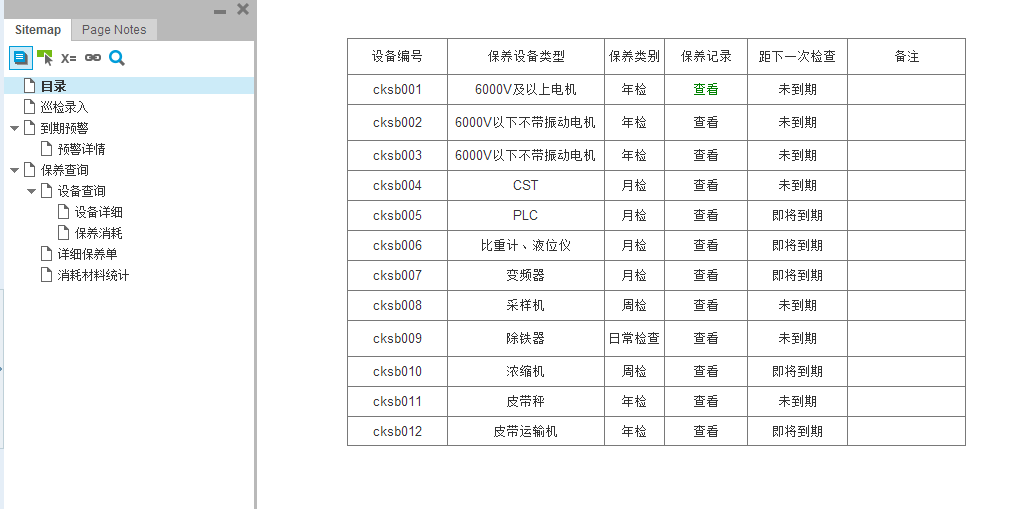 Sitemap Page Notes
X=
目录
巡检录入
到期预警
预警详情
保养查询
设备查询
设备详细
保养消耗
详细保养单
消耗材料统计
设备编号 保养设备类型 保养类别 保养记录 距下一次检查 备注
cksb001 6000V及以上电机 年检 查看 未到期
cksb002 6000V以下不带振动电机 年检 查看 未到期
cksb003 6000V以下不带振动电机 年检 查看 未到期
cksb004 CST 月检 查看 未到期
cksb005 PLC 月检 查看 即将到期
cksb006 比重计、液位仪 月检 查看 即将到期
cksb007 变频器 月检 查看 即将到期
cksb008 采样机 周检 查看 未到期
cksb009 除铁器 日常检查 查看 未到期
cksb010 浓缩机 周检 查看 即将到期
cksb011 皮带秤 年检 查看 未到期
cksb012 皮带运输机 年检 查看 即将到期